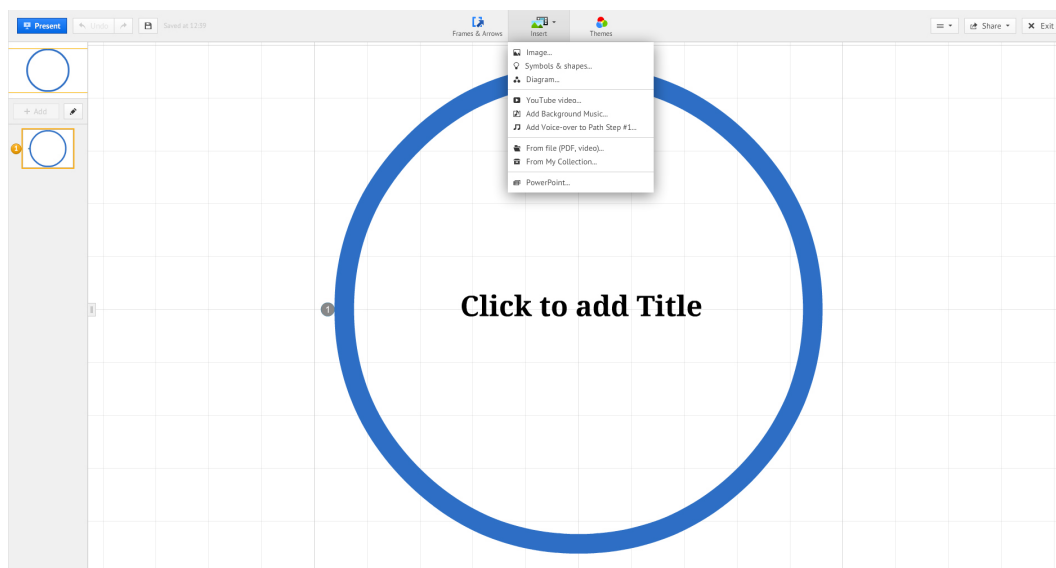 Present
Undo
Saved at 12:39
Frames & Arrows
Insert
Themes
Share
Exit
Image...
Symbols & shapes...
Diagram...
YouTube video...
Add Background Music...
Add Voice-over to Path Step #1...
From file (PDF, video)...
From My Collection...
PowerPoint...
+ Add
1
1
Click to add Title